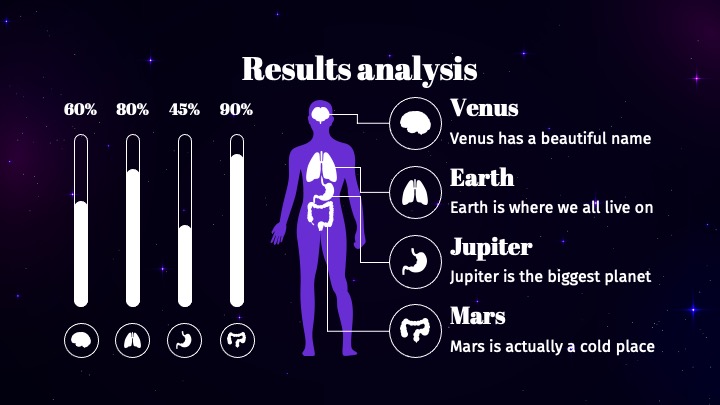 Results analysis
60% 80% 45% 90%
Venus
Venus has a beautiful name
Earth
Earth is where we all live on
Jupiter
Jupiter is the biggest planet
Mars
Mars is actually a cold place